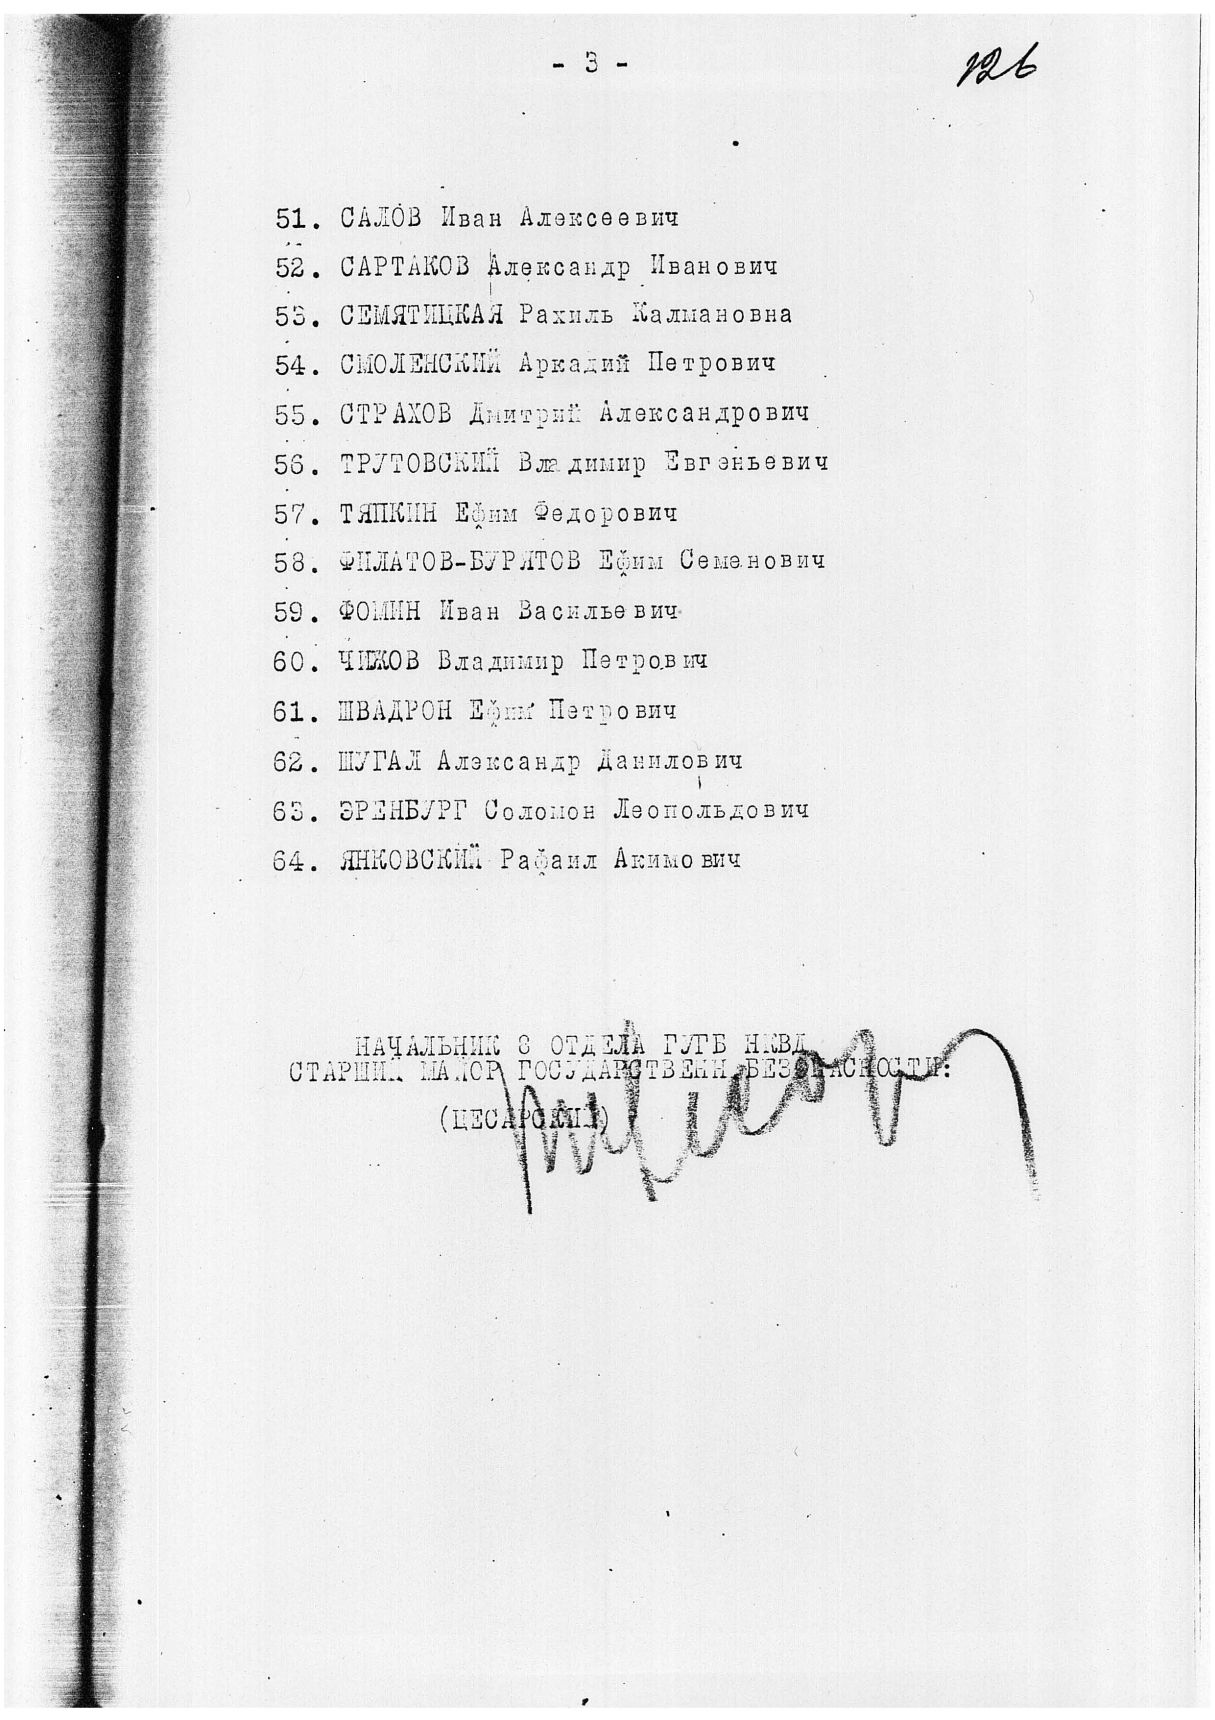 - 3 -
126
51. САЛОВ Иван Алексеевич
52. САРТАКОВ Александр Иванович
53. СЕМЯТИЦКАЯ Рахиль Калмановна
54. СМОЛЕНСКИЙ Аркадий Петрович
55. СТРАХОВ Дмитрий Александрович
56. ТРУТОВСКИЙ Владимир Евгеньевич
57. ТЯПКИН Ефим Федорович
58. ФИЛАТОВ-БУРЯТОВ Ефим Семенович
59. ФОМИН Иван Васильевич
60. ЧИЖОВ Владимир Петрович
61. ШВАДРОН Ефим Петрович
62. ШУГАЛ Александр Данилович
63. ЭРЕНБУРГ Соломон Леопольдович
64. ЯНКОВСКИЙ Рафаил Акимович
НАЧАЛЬНИК 8 ОТДЕЛА ГУГБ НКВД
СТАРШИЙ МАЙОР ГОСУДАРСТВЕНН.БЕЗОПАСНОСТИ:
(ЦЕСАРСКИЙ)